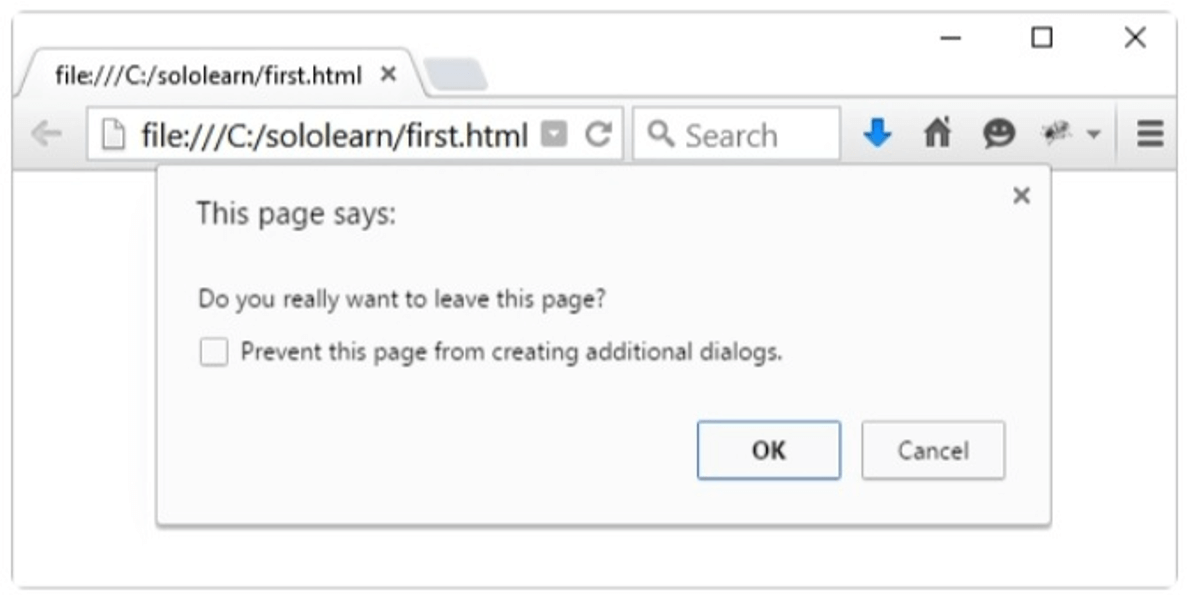 file:///C:/sololearn/first.html
file:///C:/sololearn/first.html Search
This page says:
Do you really want to leave this page?
Prevent this page from creating additional dialogs.
OK Cancel